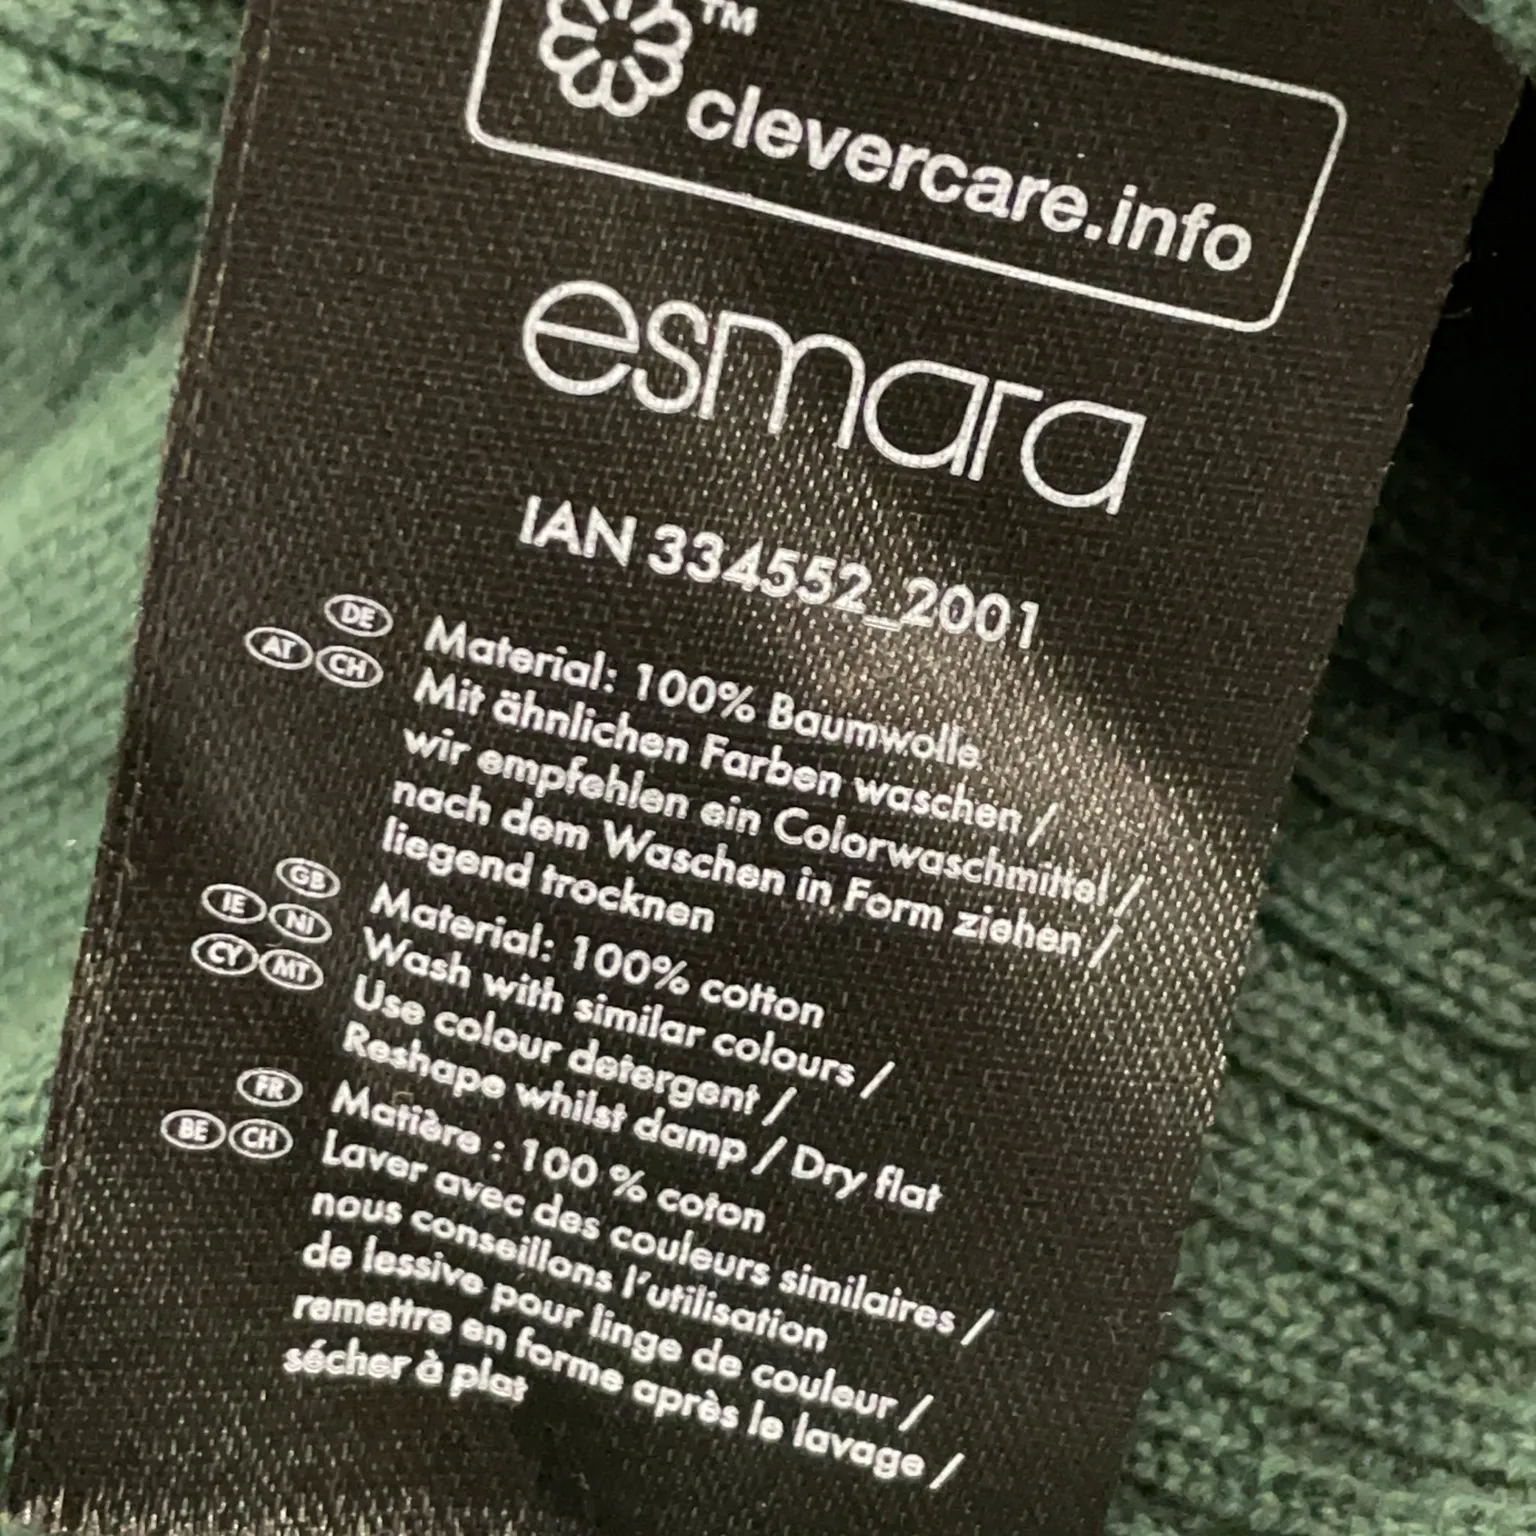 TM
clevercare.info
esmara
IAN 334552_2001
DE
AT CH
Material: 100% Baumwolle
Mit ähnlichen Farben waschen /
wir empfehlen ein Colorwaschmittel /
nach dem Waschen in Form ziehen /
liegend trocknen
GB
IE NI
CY MT
Material: 100% cotton
Wash with similar colours /
Use colour detergent /
Reshape whilst damp / Dry flat
FR
BE CH
Matière : 100 % coton
Laver avec des couleurs similaires /
nous conseillons l'utilisation
de lessive pour linge de couleur /
remettre en forme après le lavage /
sécher à plat